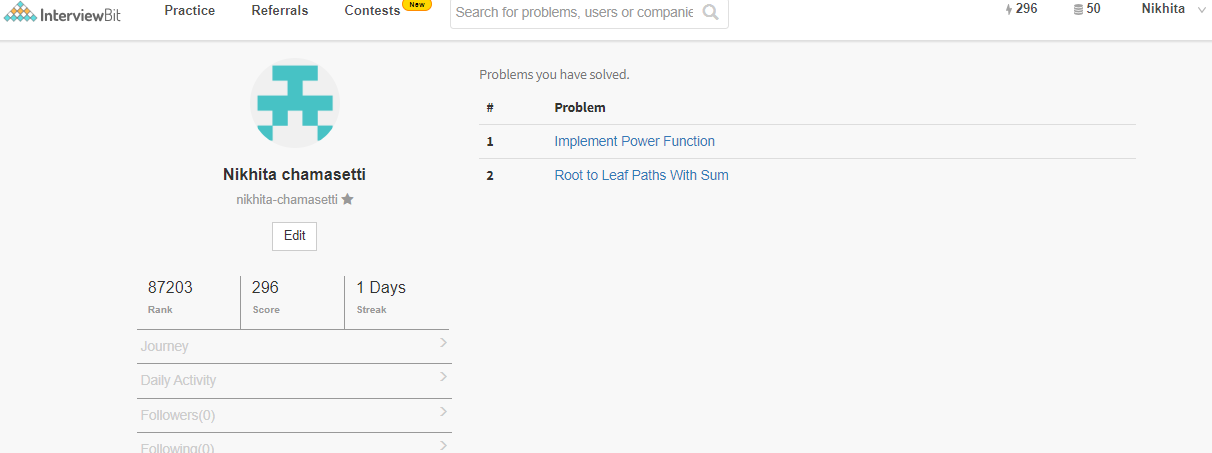 InterviewBit Practice Referrals Contests New Search for problems, users or companie 296 50 Nikhita
Problems you have solved.
# Problem
1 Implement Power Function
2 Root to Leaf Paths With Sum
Nikhita chamasetti
nikhita-chamasetti
Edit
87203 296 1 Days
Rank Score Streak
Journey
Daily Activity
Followers(0)
Following(0)